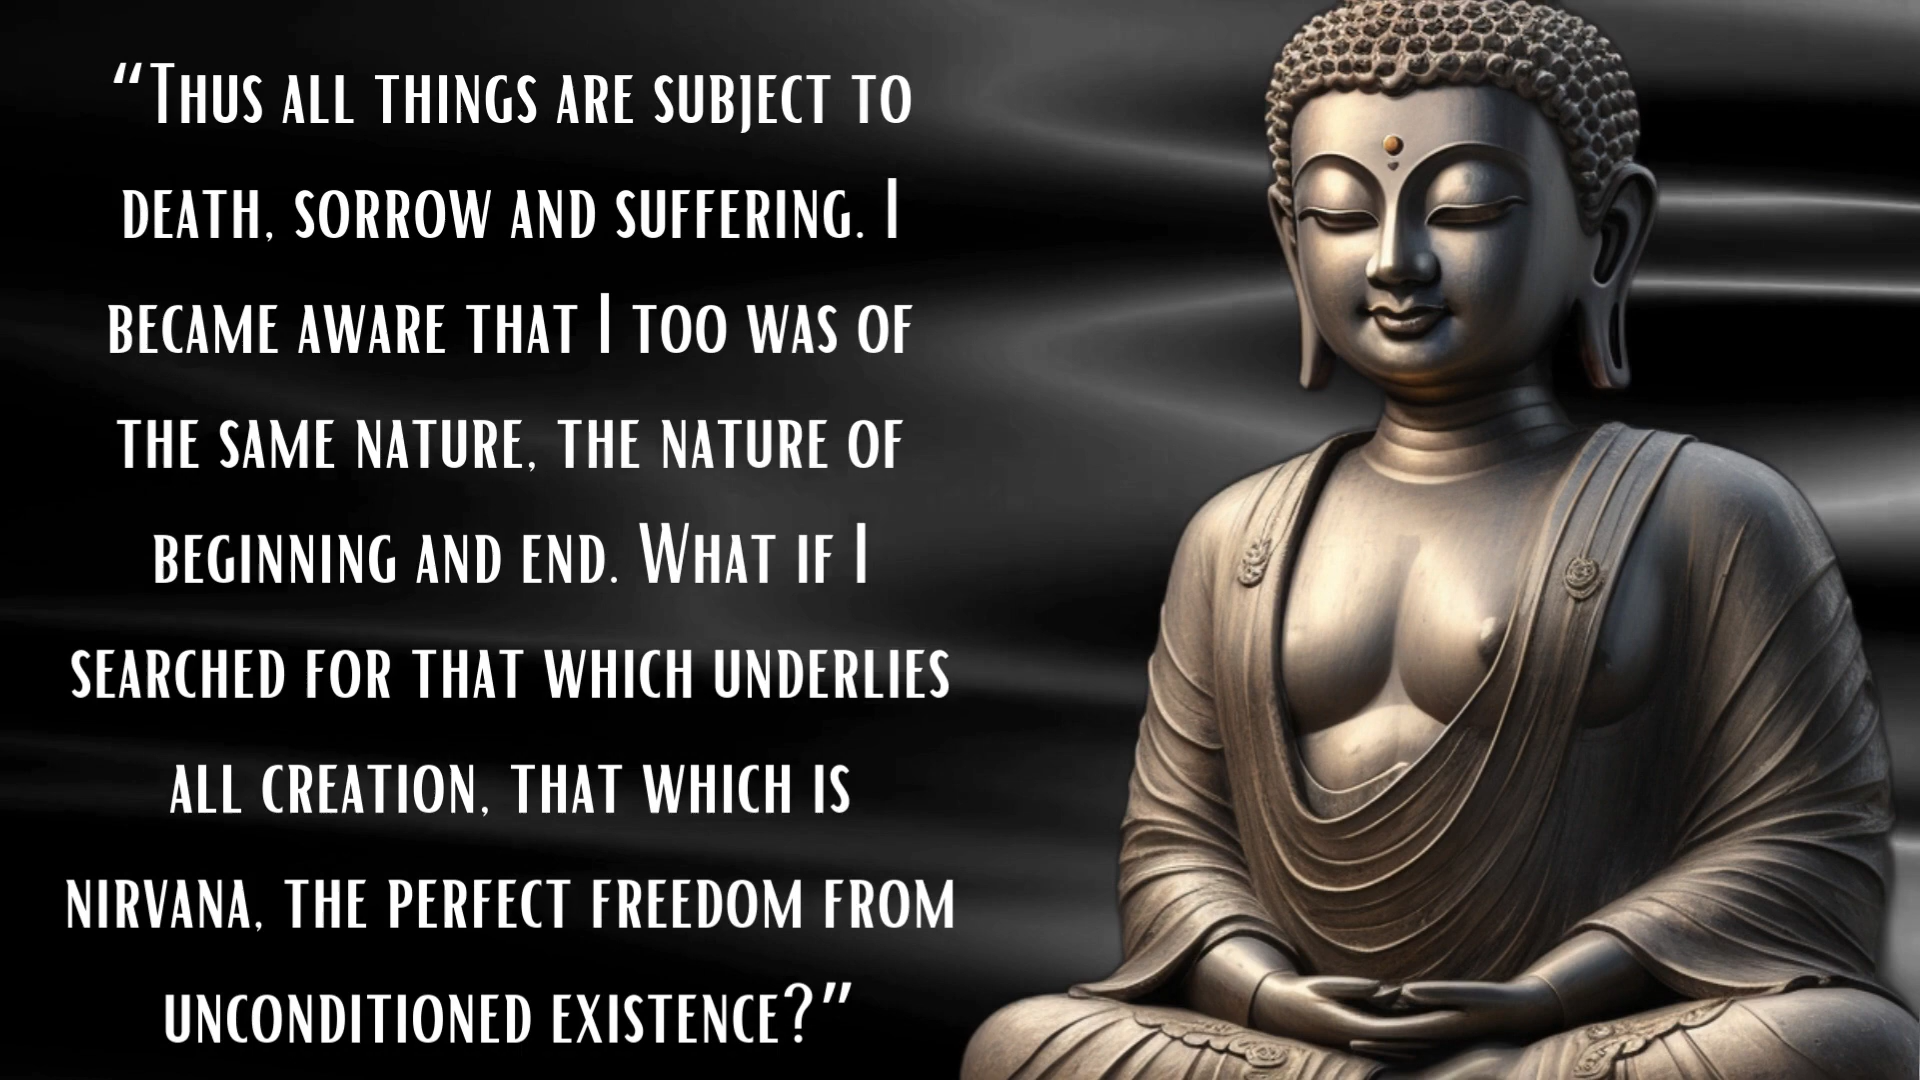 “Thus all things are subject to
death, sorrow and suffering. I
became aware that I too was of
the same nature, the nature of
beginning and end. What if I
searched for that which underlies
all creation, that which is
nirvana, the perfect freedom from
unconditioned existence?”